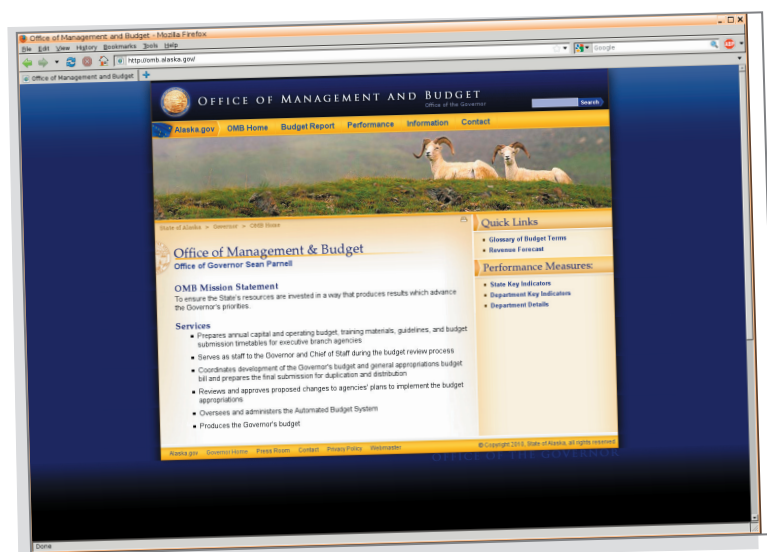 Office of Management and Budget - Mozilla Firefox
File Edit View History Bookmarks Tools Help
http://omb.alaska.gov/
Google
Office of Management and Budget
OFFICE OF MANAGEMENT AND BUDGET
Office of the Governor
Search
Alaska.gov OMB Home Budget Report Performance Information Contact
State of Alaska > Governor > OMB Home
Office of Management & Budget
Office of Governor Sean Parnell
OMB Mission Statement
To ensure the State's resources are invested in a way that produces results which advance
the Governor's priorities.
Services
Prepares annual capital and operating budget, training materials, guidelines, and budget
submission timetables for executive branch agencies
Serves as staff to the Governor and Chief of Staff during the budget review process
Coordinates development of the Governor's budget and general appropriations budget
bill and prepares the final submission for duplication and distribution
Reviews and approves proposed changes to agencies' plans to implement the budget
appropriations
Oversees and administers the Automated Budget System
Produces the Governor's budget
Quick Links
Glossary of Budget Terms
Revenue Forecast
Performance Measures:
State Key Indicators
Department Key Indicators
Department Details
Alaska.gov Governor Home Press Room Contact Privacy Policy Webmaster
© Copyright 2010, State of Alaska, all rights reserved
OFFICE OF THE GOVERNOR
Done